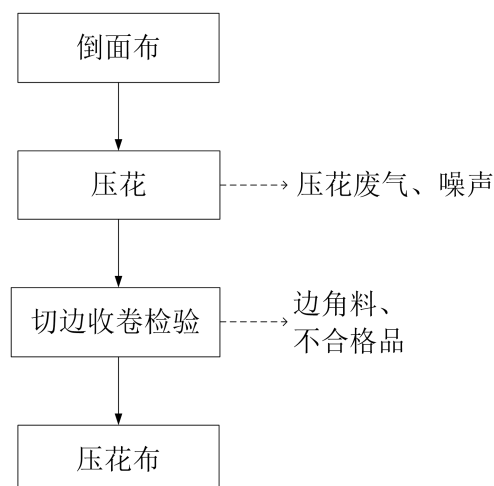 倒面布
压花
压花废气、噪声
切边收卷检验
边角料、
不合格品
压花布